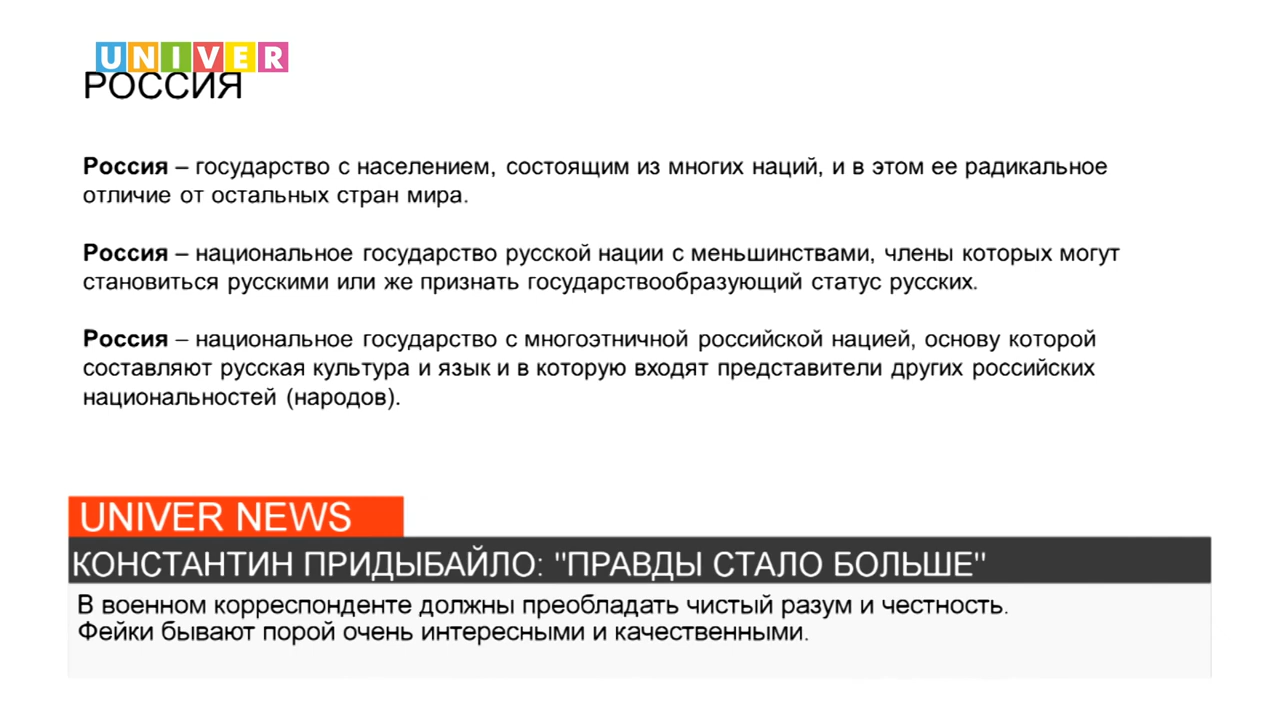 UNIVER
РОССИЯ
Россия – государство с населением, состоящим из многих наций, и в этом ее радикальное
отличие от остальных стран мира.
Россия – национальное государство русской нации с меньшинствами, члены которых могут
становиться русскими или же признать государствообразующий статус русских.
Россия – национальное государство с многоэтничной российской нацией, основу которой
составляют русская культура и язык и в которую входят представители других российских
национальностей (народов).
UNIVER NEWS
КОНСТАНТИН ПРИДЫБАЙЛО: "ПРАВДЫ СТАЛО БОЛЬШЕ"
В военном корреспонденте должны преобладать чистый разум и честность.
Фейки бывают порой очень интересными и качественными.